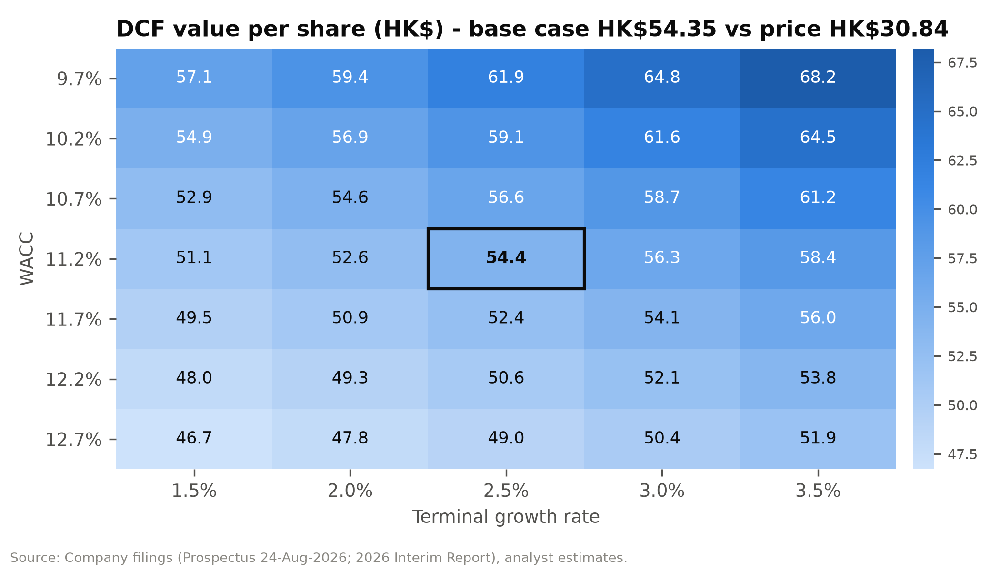 DCF value per share (HK$) - base case HK$54.35 vs price HK$30.84
9.7% 57.1 59.4 61.9 64.8 68.2
10.2% 54.9 56.9 59.1 61.6 64.5
10.7% 52.9 54.6 56.6 58.7 61.2
11.2% 51.1 52.6 54.4 56.3 58.4
11.7% 49.5 50.9 52.4 54.1 56.0
12.2% 48.0 49.3 50.6 52.1 53.8
12.7% 46.7 47.8 49.0 50.4 51.9
WACC
1.5% 2.0% 2.5% 3.0% 3.5%
Terminal growth rate
67.5
65.0
62.5
60.0
57.5
55.0
52.5
50.0
47.5
Source: Company filings (Prospectus 24-Aug-2026; 2026 Interim Report), analyst estimates.